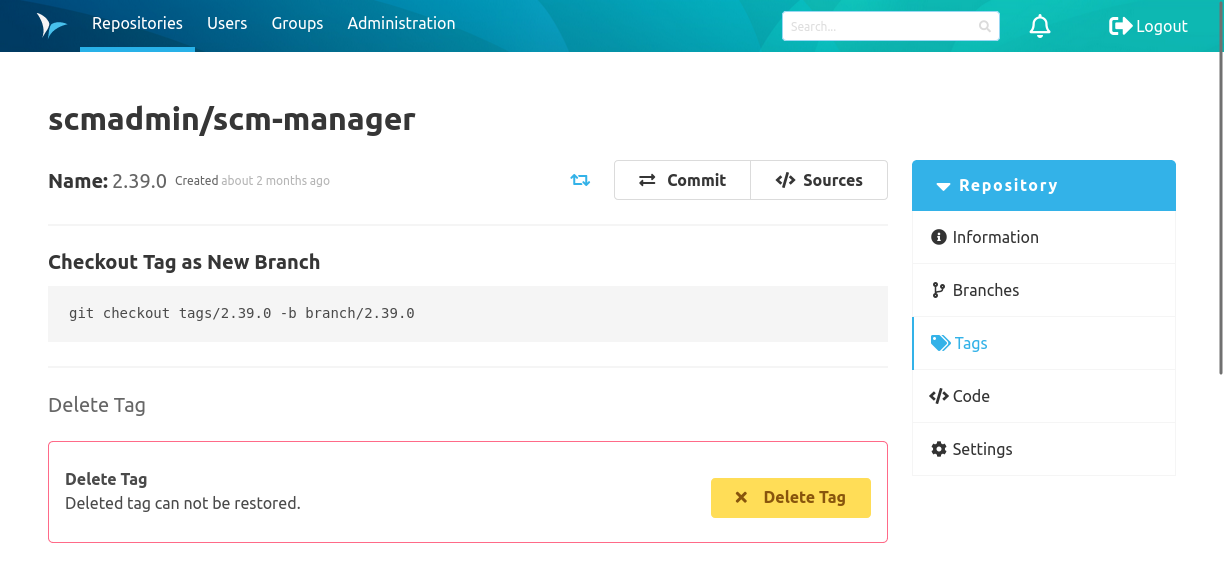 Repositories Users Groups Administration Search... Logout
scmadmin/scm-manager
Name: 2.39.0 Created about 2 months ago Commit Sources
Checkout Tag as New Branch
git checkout tags/2.39.0 -b branch/2.39.0
Delete Tag
Delete Tag
Deleted tag can not be restored.
Delete Tag
Repository
Information
Branches
Tags
Code
Settings